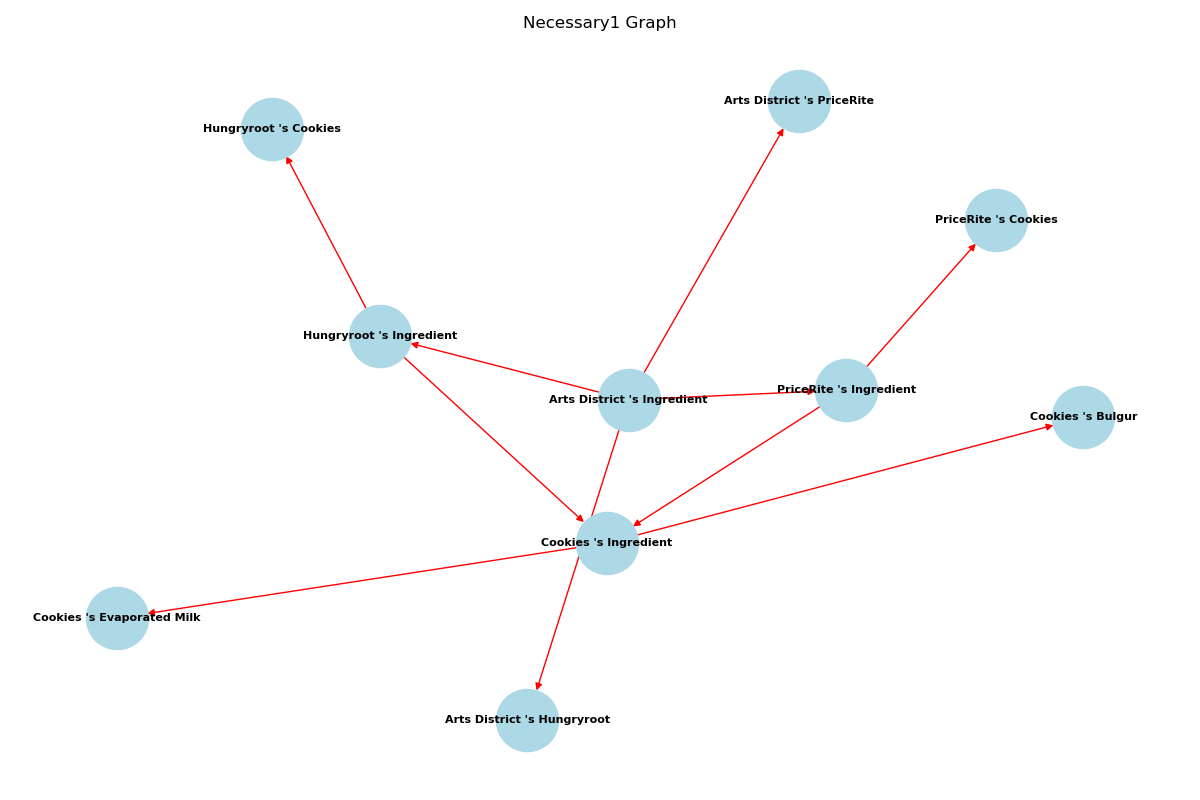 Necessary1 Graph
Arts District 's PriceRite
Hungryroot 's Cookies
PriceRite 's Cookies
Hungryroot 's Ingredient
PriceRite 's Ingredient
Arts District 's Ingredient
Cookies 's Bulgur
Cookies 's Ingredient
Cookies 's Evaporated Milk
Arts District 's Hungryroot